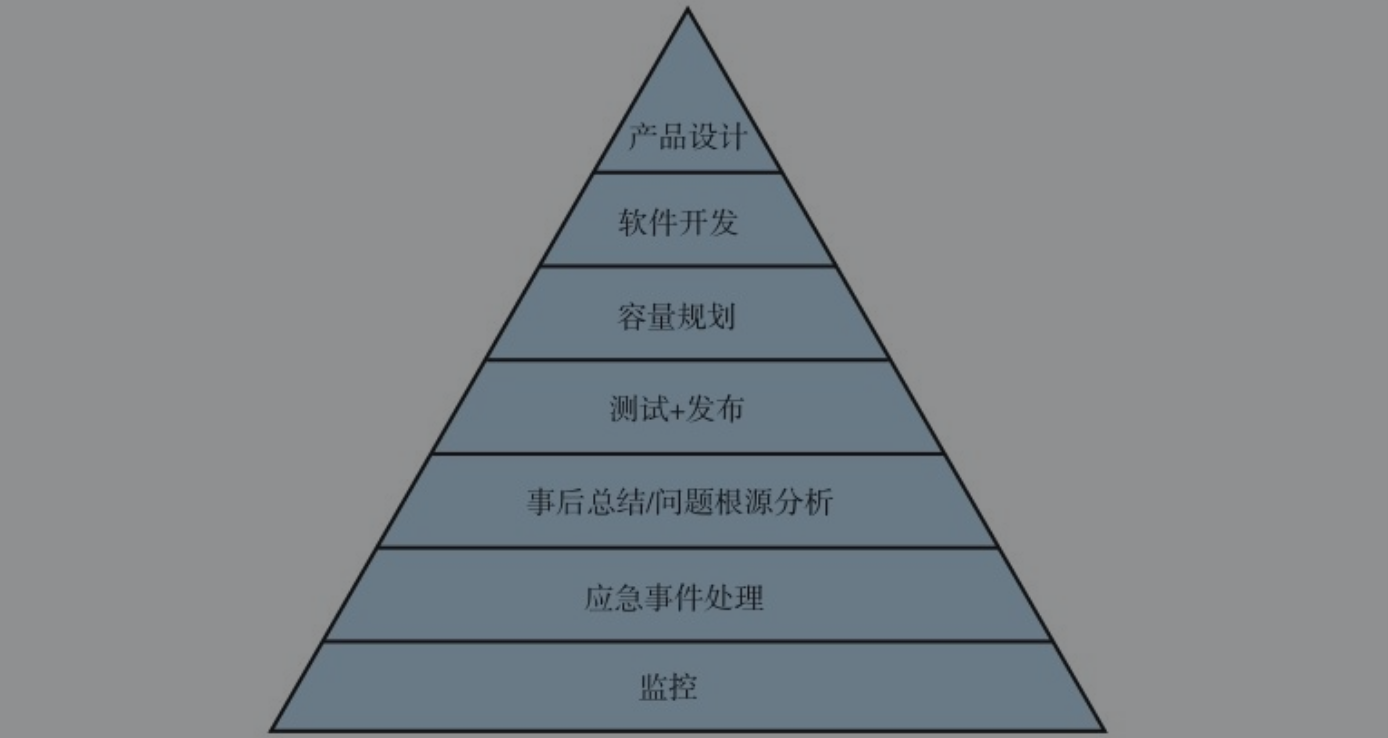 产品设计
软件开发
容量规划
测试+发布
事后总结/问题根源分析
应急事件处理
监控